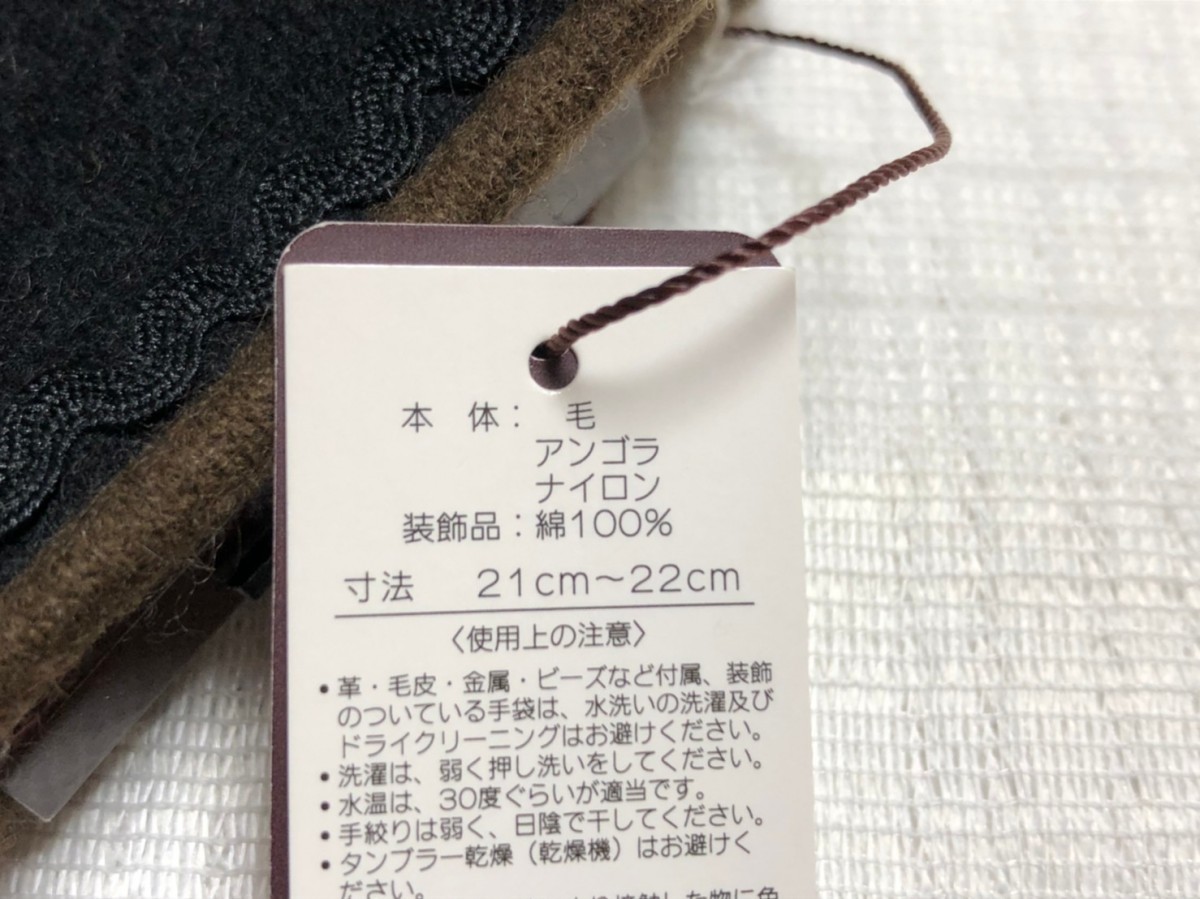 本 体： 毛
アンゴラ
ナイロン
装飾品：綿100%
寸法 21cm～22cm
〈使用上の注意〉
•革・毛皮・金属・ビーズなど付属、装飾
のついている手袋は、水洗いの洗濯及び
ドライクリーニングはお避けください。
•洗濯は、弱く押し洗いをしてください。
•水温は、30度ぐらいが適当です。
•手絞りは弱く、日陰で干してください。
•タンブラー乾燥（乾燥機）はお避けく
ださい。